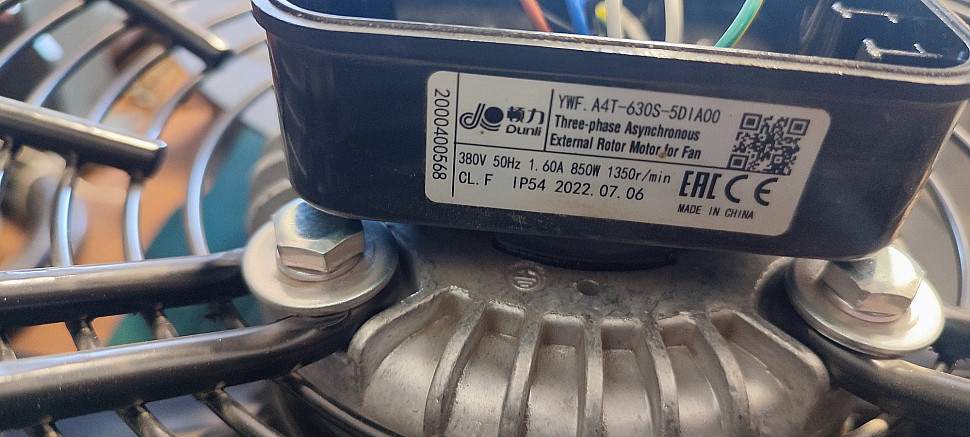 2000400568
顿力
Dunli
YWF.A4T-630S-5DIA00
Three-phase Asynchronous
External Rotor Motor for Fan
380V 50Hz 1.60A 850W 1350r/min
CL.F IP54 2022.07.06
EAC CE
MADE IN CHINA